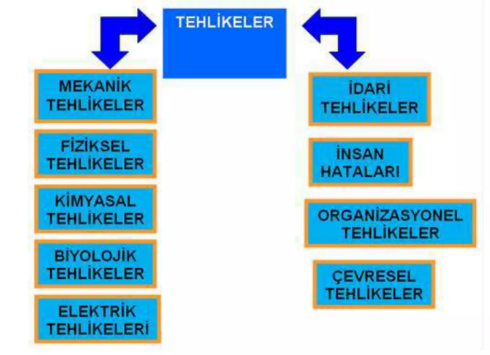 TEHLİKELER
MEKANİK
TEHLİKELER
FİZİKSEL
TEHLİKELER
KİMYASAL
TEHLİKELER
BİYOLOJİK
TEHLİKELER
ELEKTRİK
TEHLİKELERİ
İDARİ
TEHLİKELER
İNSAN
HATALARI
ORGANİZASYONEL
TEHLİKELER
ÇEVRESEL
TEHLİKELER